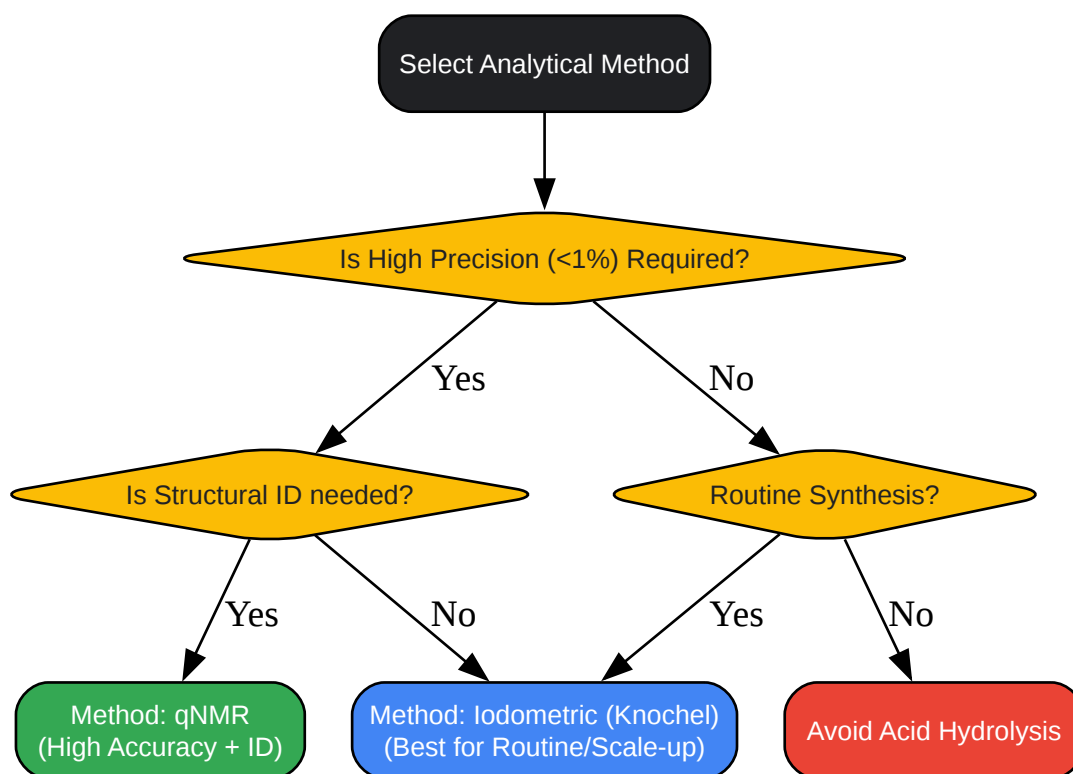 Select Analytical Method
Is High Precision (<1%) Required?
Yes
No
Is Structural ID needed?
Routine Synthesis?
Yes
No
Yes
No
Method: qNMR
(High Accuracy + ID)
Method: Iodometric (Knochel)
(Best for Routine/Scale-up)
Avoid Acid Hydrolysis